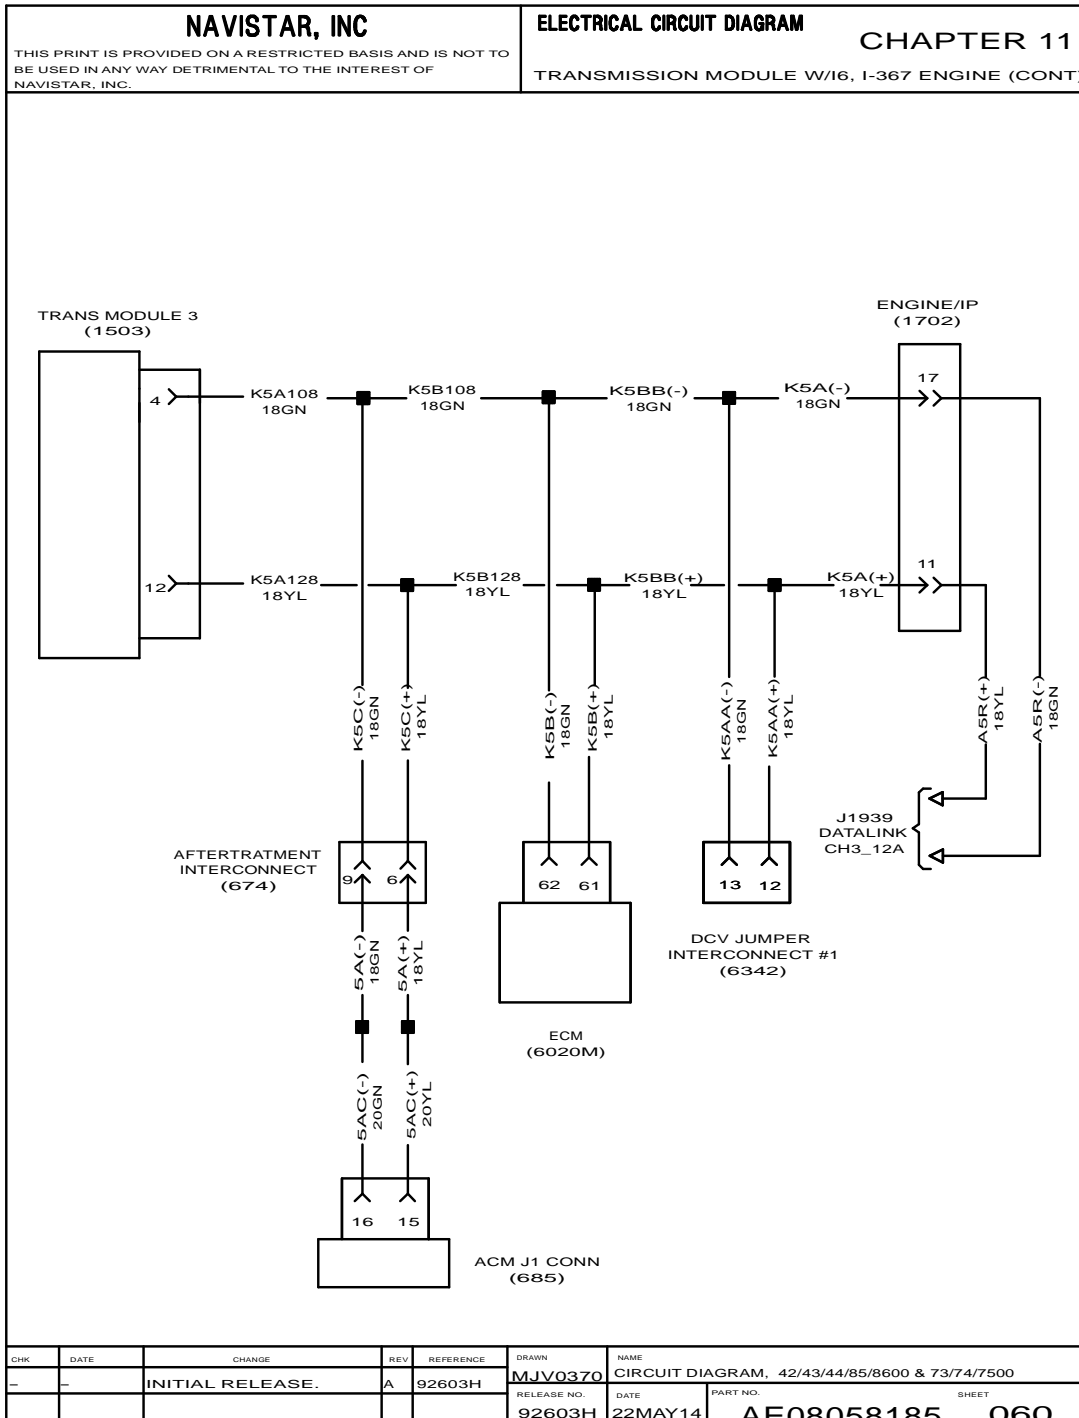 NAVISTAR, INC
THIS PRINT IS PROVIDED ON A RESTRICTED BASIS AND IS NOT TO
BE USED IN ANY WAY DETRIMENTAL TO THE INTEREST OF
NAVISTAR, INC.
ELECTRICAL CIRCUIT DIAGRAM
CHAPTER 11
TRANSMISSION MODULE W/I6, I-367 ENGINE (CONT)
TRANS MODULE 3
(1503)
ENGINE/IP
(1702)
4
K5A108
18GN
K5B108
18GN
K5BB(-)
18GN
K5A(-)
18GN
17
12
K5A128
18YL
K5B128
18YL
K5BB(+)
18YL
K5A(+)
18YL
11
K5C(-)
18GN
K5C(+)
18YL
K5B(-)
18GN
K5B(+)
18YL
K5AA(-)
18GN
K5AA(+)
18YL
A5R(+)
18YL
A5R(-)
18GN
J1939
DATALINK
CH3_12A
AFTERTRATMENT
INTERCONNECT
(674)
9
6
62
61
13
12
5A(-)
18GN
5A(+)
18YL
DCV JUMPER
INTERCONNECT #1
(6342)
ECM
(6020M)
5AC(-)
20GN
5AC(+)
20YL
16
15
ACM J1 CONN
(685)
CHK
DATE
CHANGE
REV
REFERENCE
DRAWN
NAME
–
–
INITIAL RELEASE.
A
92603H
MJV0370
CIRCUIT DIAGRAM, 42/43/44/85/8600 & 73/74/7500
RELEASE NO.
DATE
PART NO.
SHEET
92603H
22MAY14
AE08058185
060